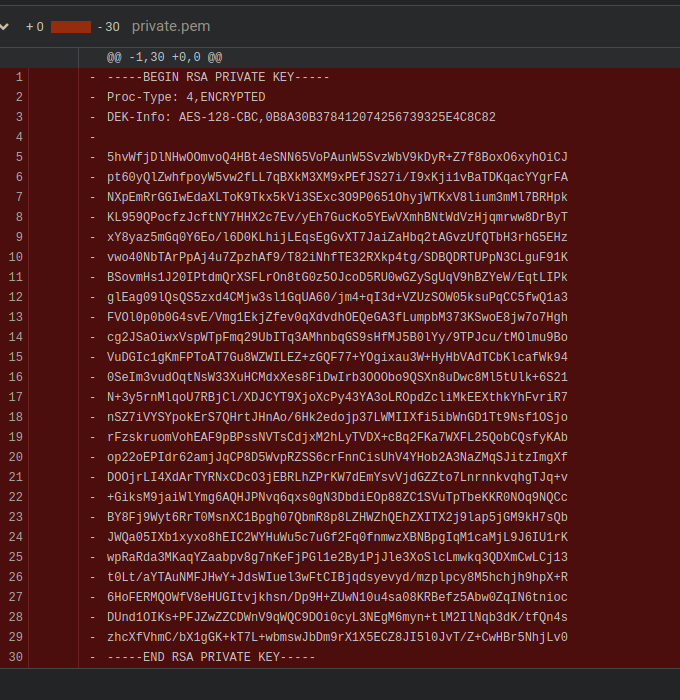 + 0 - 30 private.pem
@@ -1,30 +0,0 @@
1 - -----BEGIN RSA PRIVATE KEY-----
2 - Proc-Type: 4,ENCRYPTED
3 - DEK-Info: AES-128-CBC,0B8A30B378412074256739325E4C8C82
4 -
5 - 5hvWfjDlNHwOOmvoQ4HBt4eSNN65VoPAunW5SvzWbV9kDyR+Z7f8BoxO6xyhOiCJ
6 - pt60yQlZwhfpoyW5vw2fLL7qBXkM3XM9xPEfJS27i/I9xKji1vBaTDKqacYYgrFA
7 - NXpEmRrGGIwEdaXLToK9Tkx5kVi3SExc3O9P0651OhyjWTKxV8lium3mMl7BRHpk
8 - KL959QPocfzJcftNY7HHX2c7Ev/yEh7GucKo5YEwVXmhBNtWdVzHjqmrww8DrByT
9 - xY8yaz5mGq0Y6Eo/l6D0KLhijLEqsEgGvXT7JaiZaHbq2tAGvzUfQTbH3rhG5EHz
10 - vwo40NbTArPpAj4u7ZpzhAf9/T82iNhfTE32RXkp4tg/SDBQDRTUPpN3CLguF91K
11 - BSovmHs1J20IPtdmQrXSFLrOn8tG0z5OJcoD5RU0wGZySgUqV9hBZYeW/EqtLIPk
12 - glEag09lQsQS5zxd4CMjw3sl1GqUA60/jm4+qI3d+VZUzSOW05ksuPqCC5fwQ1a3
13 - FVOl0p0b0G4svE/Vmg1EkjZfev0qXdvdhOEQeGA3fLumpbM373KSwoE8jw7o7Hgh
14 - cg2JSaOiwxVspWTpFmq29UbITq3AMhnbqGS9sHfMJ5B0lYy/9TPJcu/tMOlmu9Bo
15 - VuDGIc1gKmFPToAT7Gu8WZWILEZ+zGQF77+YOgixau3W+HyHbVAdTCbKlcafWk94
16 - 0SeIm3vudOqtNsW33XuHCMdxXes8FiDwIrb3OOObo9QSXn8uDwc8Ml5tUlk+6S21
17 - N+3y5rnMlqoU7RBjCl/XDJCYT9XjoXcPy43YA3oLROpdZcliMkEEXthkYhFvriR7
18 - nSZ7iVYSYpokErS7QHrtJHnAo/6Hk2edojp37LWMIIXfi5ibWnGD1Tt9Nsf1OSjo
19 - rFzskruomVohEAF9pBPssNVTsCdjxM2hLyTVDX+cBq2FKa7WXFL25QobCQsfyKAb
20 - op22oEPIdr62amjJqCP8D5WvpRZSS6crFnnCisUhV4YHob2A3NaZMqSJitzImgXf
21 - DOOjrLI4XdArTYRNxCDcO3jEBRLhZPrKW7dEmYsvVjdGZZto7LnrnnkvqhgTJq+v
22 - +GiksM9jaiWlYmg6AQHJPNvq6qxs0gN3DbdiEOp88ZC1SVuTpTbeKKR0NOq9NQCc
23 - BY8Fj9Wyt6RrT0MsnXC1Bpgh07QbmR8p8LZHWZhQEhZXITX2j9lap5jGM9kH7sQb
24 - JWQa05IXb1xyxo8hEIC2WYHuWu5c7uGf2Fq0fnmwzXBNBpgIqM1caMjL9J6IU1rK
25 - wpRaRda3MKaqYZaabpv8g7nKeFjPGl1e2By1PjJle3XoSlcLmwkq3QDXmCwLCj13
26 - t0Lt/aYTAuNMFJHwY+JdsWIuel3wFtCIBjqdsyevyd/mzplpcy8M5hchjh9hpX+R
27 - 6HoFERMQOWfV8eHUGItvjkhsn/Dp9H+ZUwN10u4sa08KRBefz5Abw0ZqIN6tnioc
28 - DUnd1OIKs+PFJZwZZCDWnV9qWQC9DOi0cyL3NEgM6myn+tlM2IlNqb3dK/tfQn4s
29 - zhcXfVhmC/bX1gGK+kT7L+wbmswJbDm9rX1X5ECZ8JI5l0JvT/Z+CwHBr5NhjLv0
30 - -----END RSA PRIVATE KEY-----